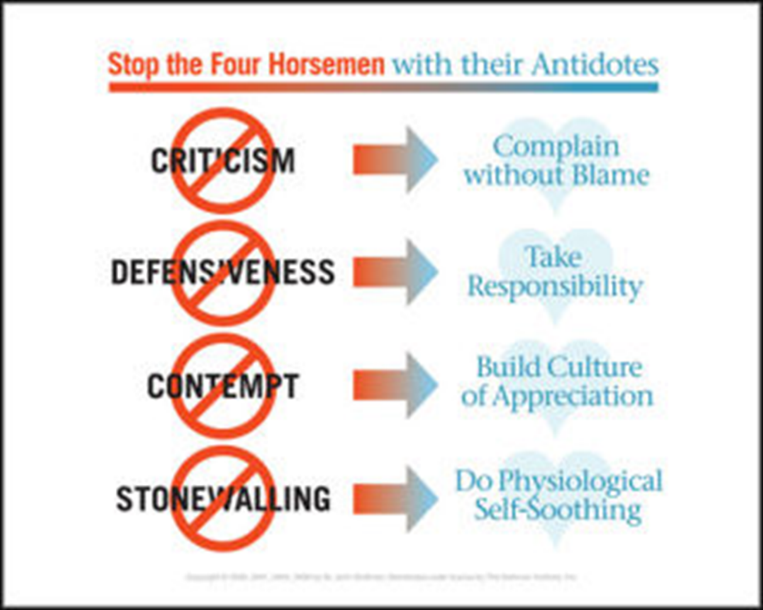 Stop the Four Horsemen with their Antidotes
CRITICISM
Complain
without Blame
DEFENSIVENESS
Take
Responsibility
CONTEMPT
Build Culture
of Appreciation
STONEWALLING
Do Physiological
Self-Soothing